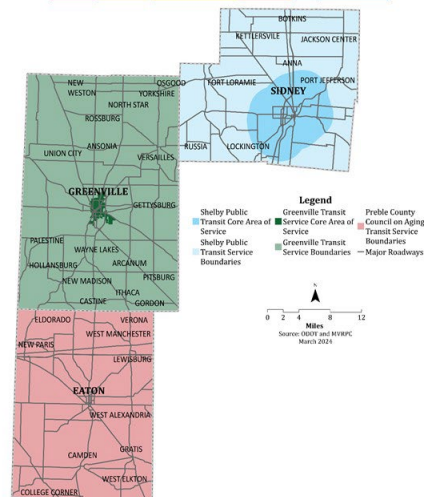 BOTKINS
KETTLERSVILLE
JACKSON CENTER
ANNA
FORT LORAMIE
PORT JEFFERSON
SIDNEY
RUSSIA
LOCKINGTON
NEW WESTON
OSGOOD
YORKSHIRE
NORTH STAR
ROSSBURG
ANSONIA
UNION CITY
VERSAILLES
GREENVILLE
GETTYSBURG
PALESTINE
WAYNE LAKES
HOLLANSBURG
ARCANUM
NEW MADISON
PITSBURG
ITHACA
CASTINE
GORDON
ELDORADO
VERONA
WEST MANCHESTER
NEW PARIS
LEWISBURG
EATON
WEST ALEXANDRIA
GRATIS
CAMDEN
WEST ELKTON
COLLEGE CORNER
Legend
Shelby Public
Transit Core Area of
Service
Shelby Public
Transit Service
Boundaries
Greenville Transit
Service Core Area of
Service
Greenville Transit
Service Boundaries
Preble County
Council on Aging
Transit Service
Boundaries
Major Roadways
0 2 4 8 12
Miles
Source: ODOT and MVRPC
March 2024